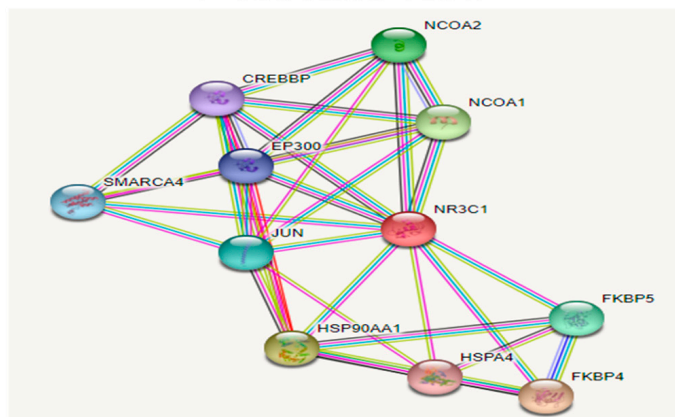 NCOA2
CREBBP
NCOA1
EP300
SMARCA4
NR3C1
JUN
FKBP5
HSP90AA1
HSPA4
FKBP4